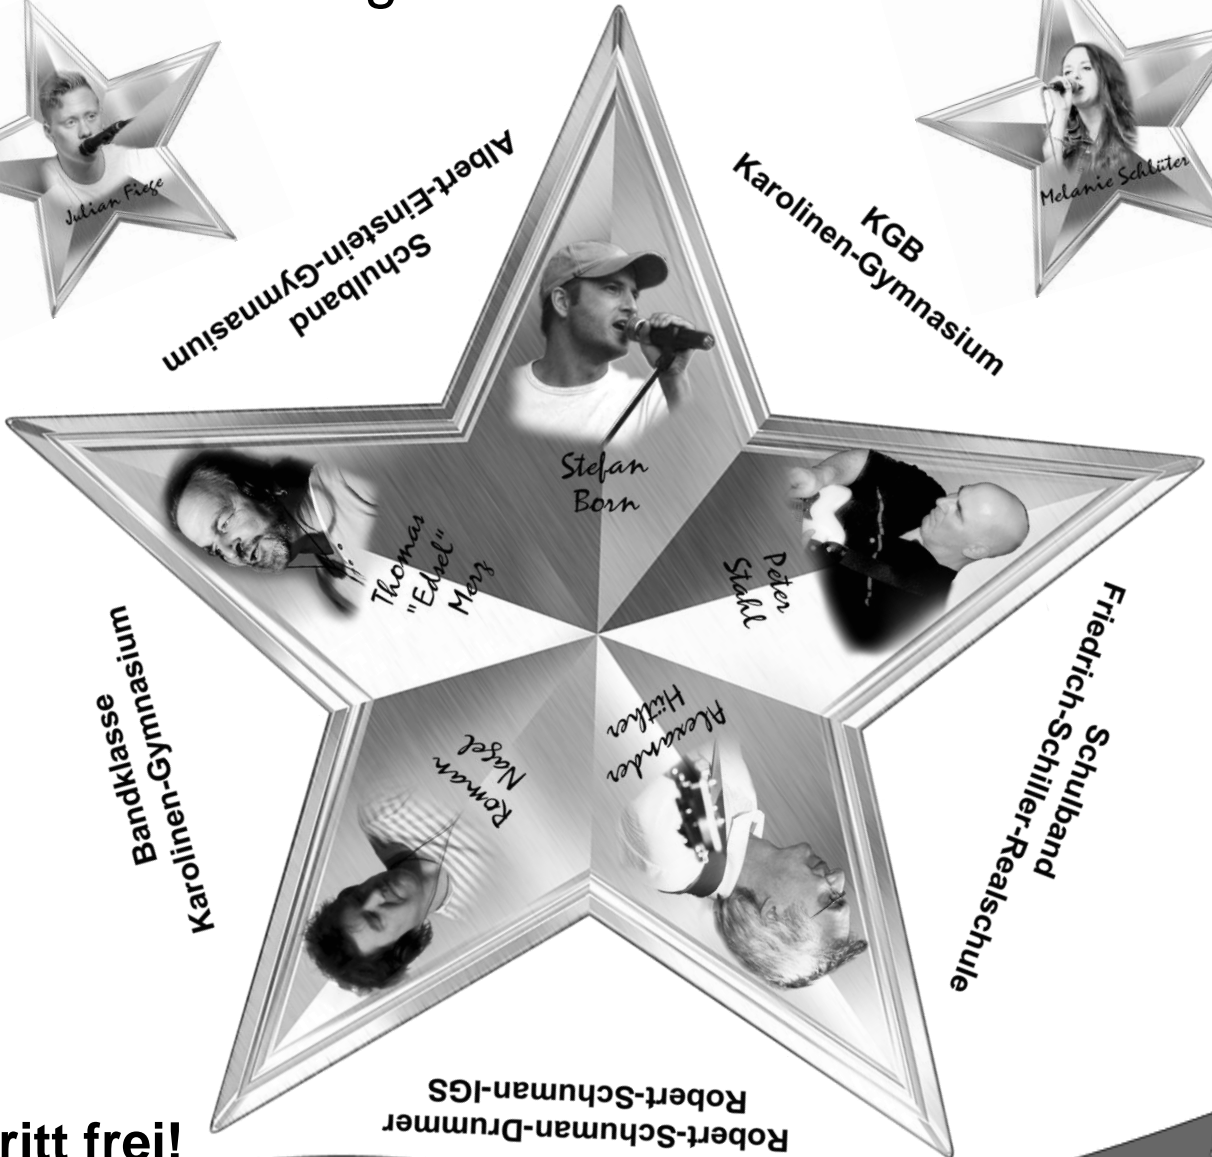 g
Julian Fiege
Melanie Schlüter
Schulband
Albert-Einstein-Gymnasium
KGB
Karolinen-Gymnasium
Stefan
Born
Thomas
"Edsel"
Merz
Peter
Stahl
Bandklasse
Karolinen-Gymnasium
Schulband
Friedrich-Schiller-Realschule
Alexander
Hüther
Roman
Nagel
Robert-Schuman-Drummer
Robert-Schuman-IGS
ritt frei!